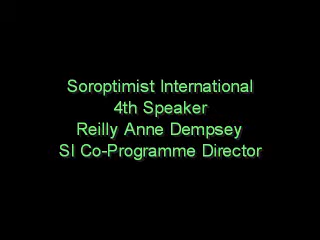 Soroptimist International
4th Speaker
Reilly Anne Dempsey
SI Co-Programme Director